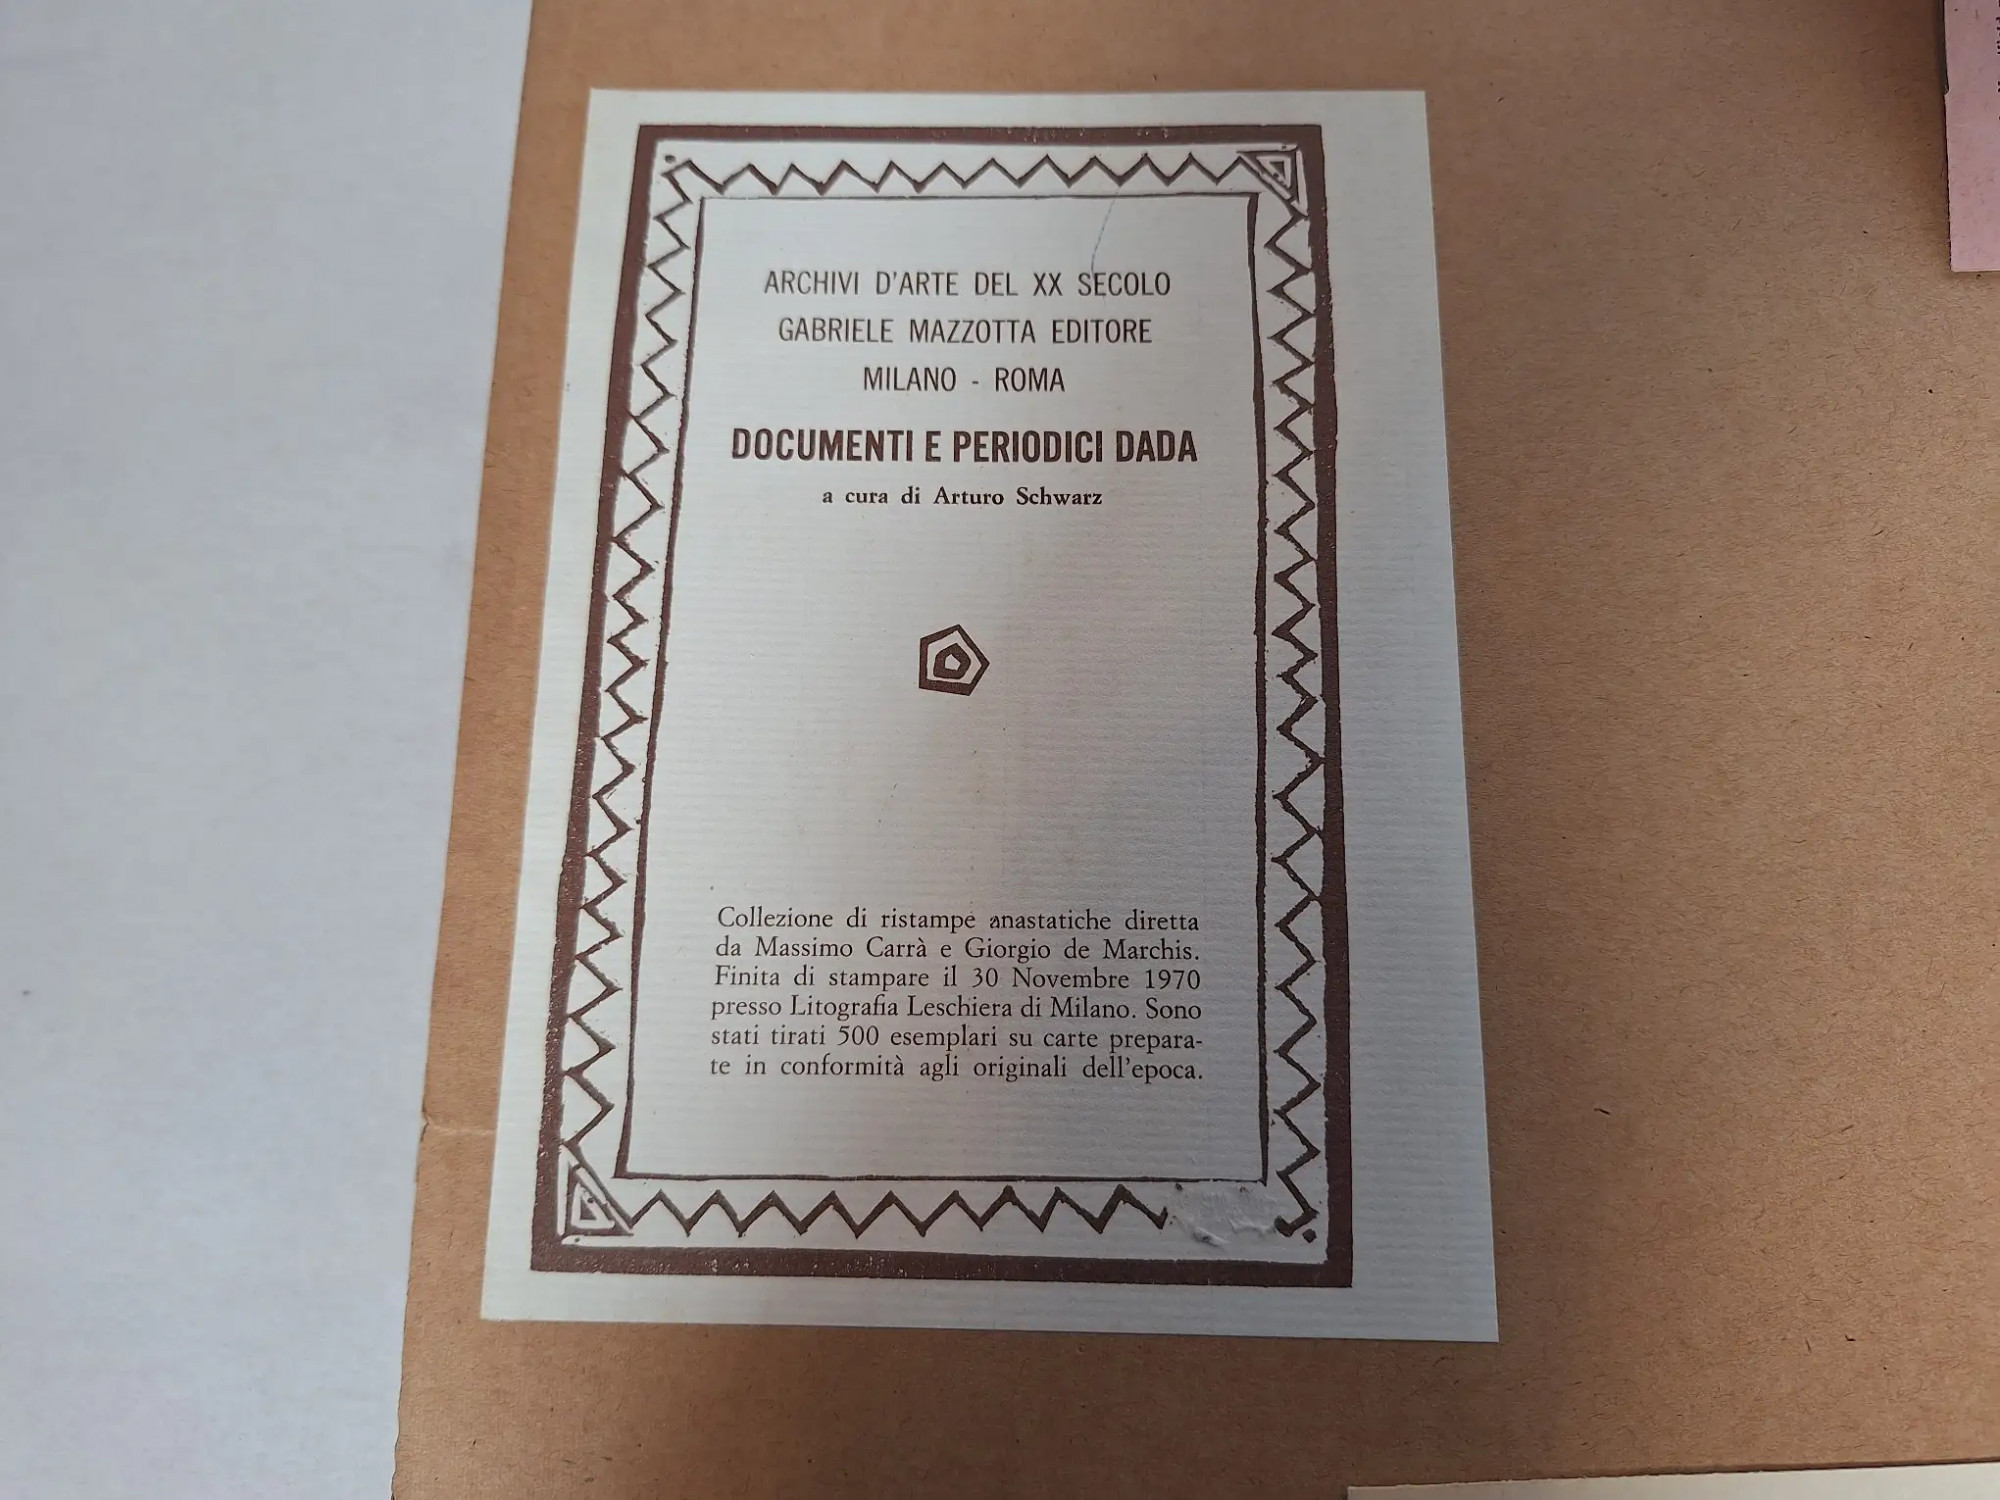 ARCHIVI D'ARTE DEL XX SECOLO
GABRIELE MAZZOTTA EDITORE
MILANO - ROMA
DOCUMENTI E PERIODICI DADA
a cura di Arturo Schwarz
Collezione di ristampe anastatiche diretta
da Massimo Carrà e Giorgio de Marchis.
Finita di stampare il 30 Novembre 1970
presso Litografia Leschiera di Milano. Sono
stati tirati 500 esemplari su carte prepara-
te in conformità agli originali dell'epoca.